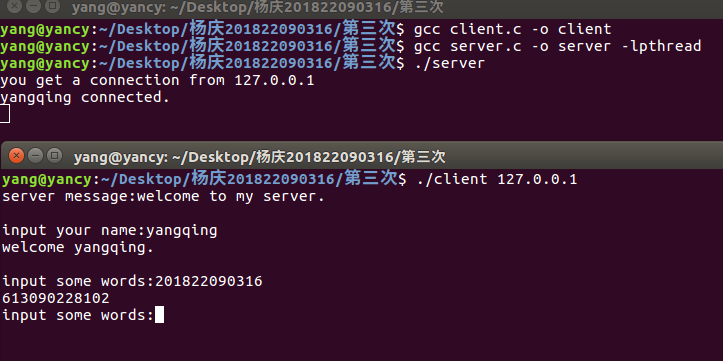 yang@yancy: ~/Desktop/杨庆201822090316/第三次
yang@yancy:~/Desktop/杨庆201822090316/第三次$ gcc client.c -o client
yang@yancy:~/Desktop/杨庆201822090316/第三次$ gcc server.c -o server -lpthread
yang@yancy:~/Desktop/杨庆201822090316/第三次$ ./server
you get a connection from 127.0.0.1
yangqing connected.
yang@yancy: ~/Desktop/杨庆201822090316/第三次
yang@yancy:~/Desktop/杨庆201822090316/第三次$ ./client 127.0.0.1
server message:welcome to my server.
input your name:yangqing
welcome yangqing.
input some words:201822090316
613090228102
input some words: